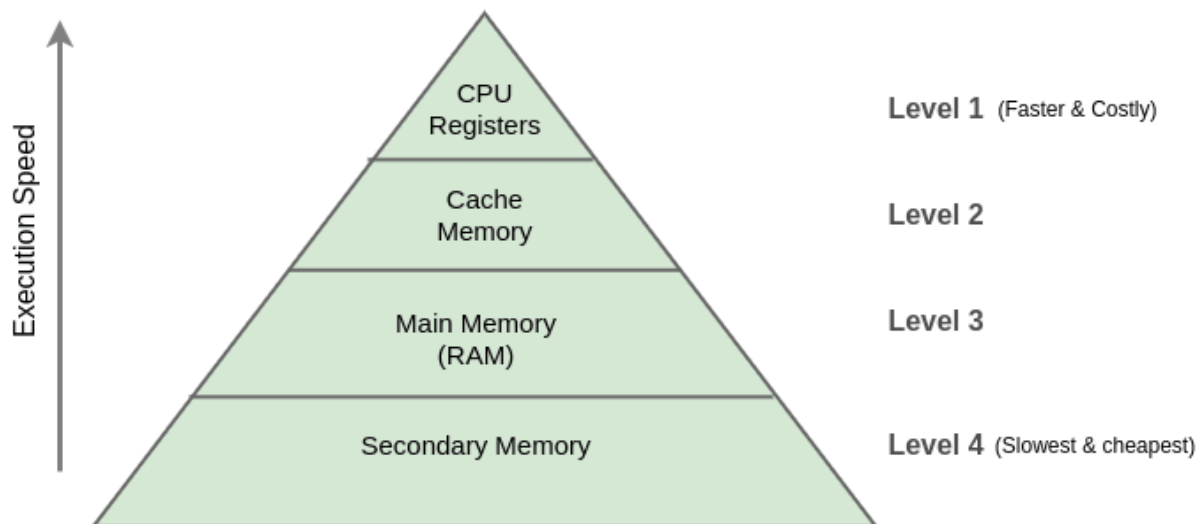 Execution Speed
CPU
Registers
Level 1 (Faster & Costly)
Cache
Memory
Level 2
Main Memory
(RAM)
Level 3
Secondary Memory
Level 4 (Slowest & cheapest)